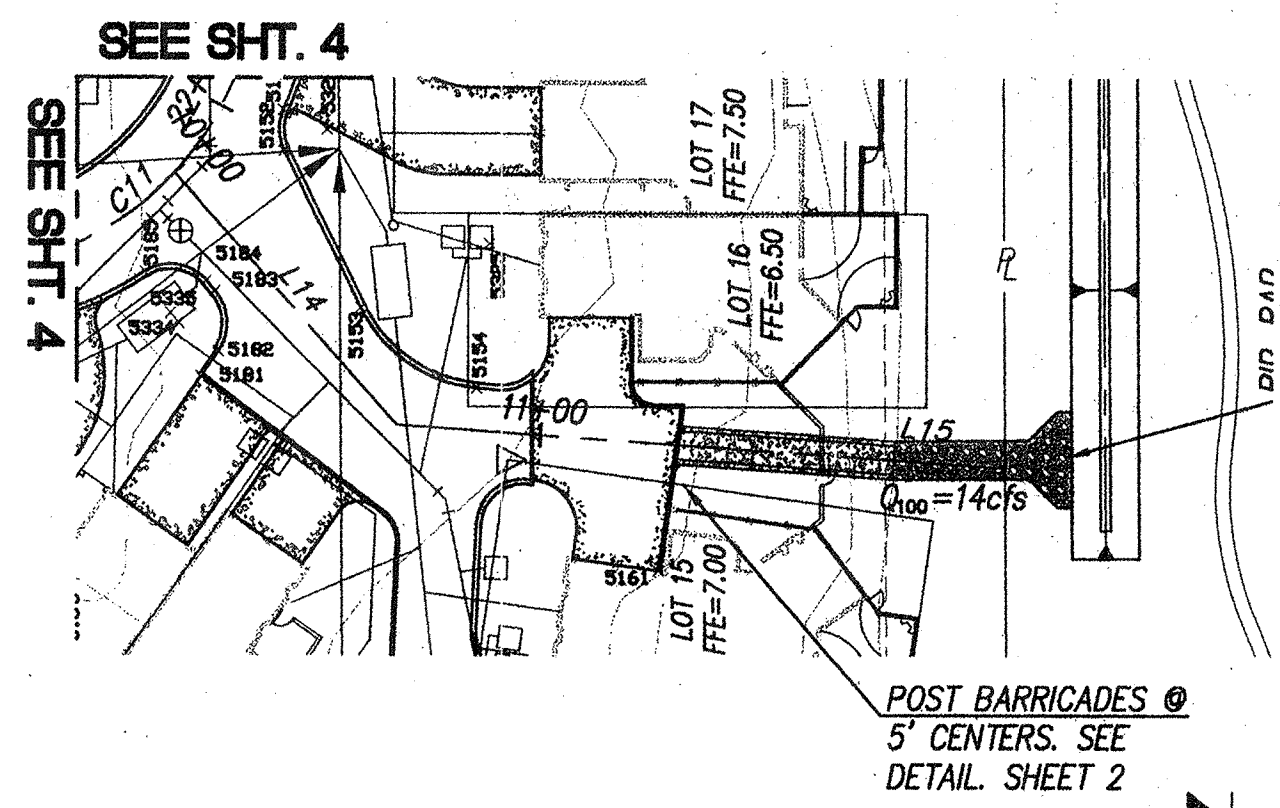 SEE SHT. 4
SEE SHT. 4
C11
5185
5184
5183
L14
5335
5334
5182
5181
5153
5154
11+00
LOT 17
FFE=7.50
LOT 16
FFE=6.50
PL
L15
Q100=14cfs
5161
LOT 15
FFE=7.00
POST BARRICADES @
5' CENTERS. SEE
DETAIL. SHEET 2